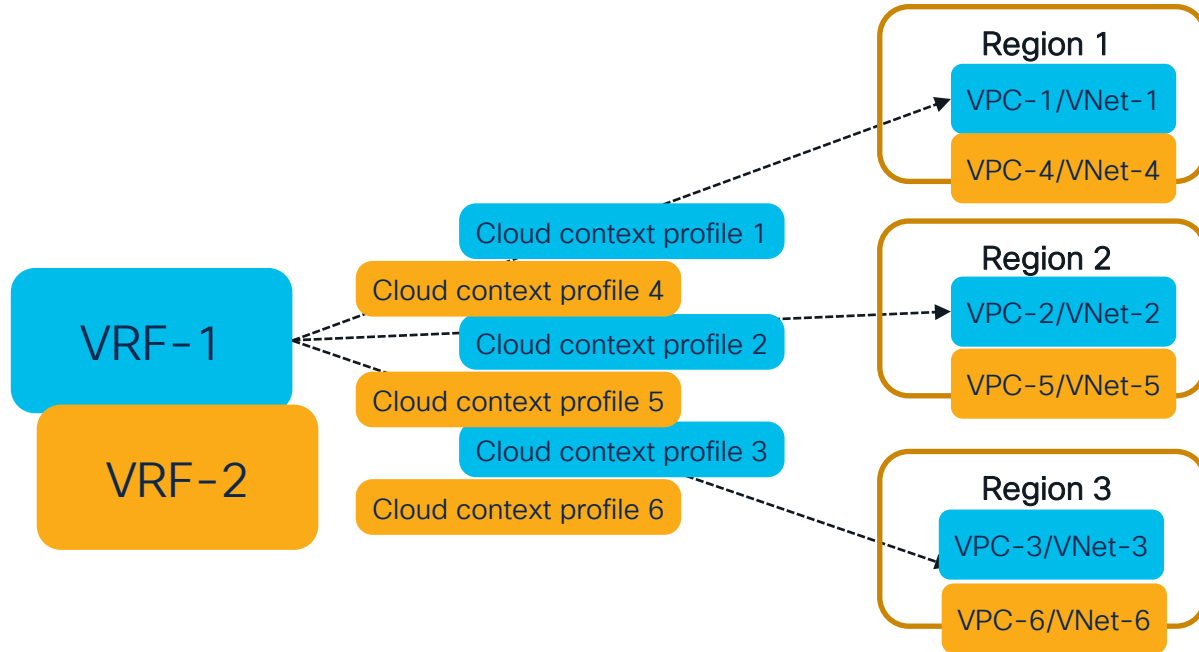 VRF-1
VRF-2
Cloud context profile 1
Cloud context profile 4
Cloud context profile 2
Cloud context profile 5
Cloud context profile 3
Cloud context profile 6
Region 1
VPC-1/VNet-1
VPC-4/VNet-4
Region 2
VPC-2/VNet-2
VPC-5/VNet-5
Region 3
VPC-3/VNet-3
VPC-6/VNet-6